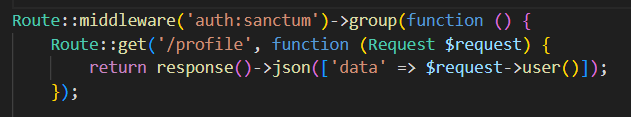 Route::middleware('auth:sanctum')->group(function () {
    Route::get('/profile', function (Request $request) {
        return response()->json(['data' => $request->user()]);
    });